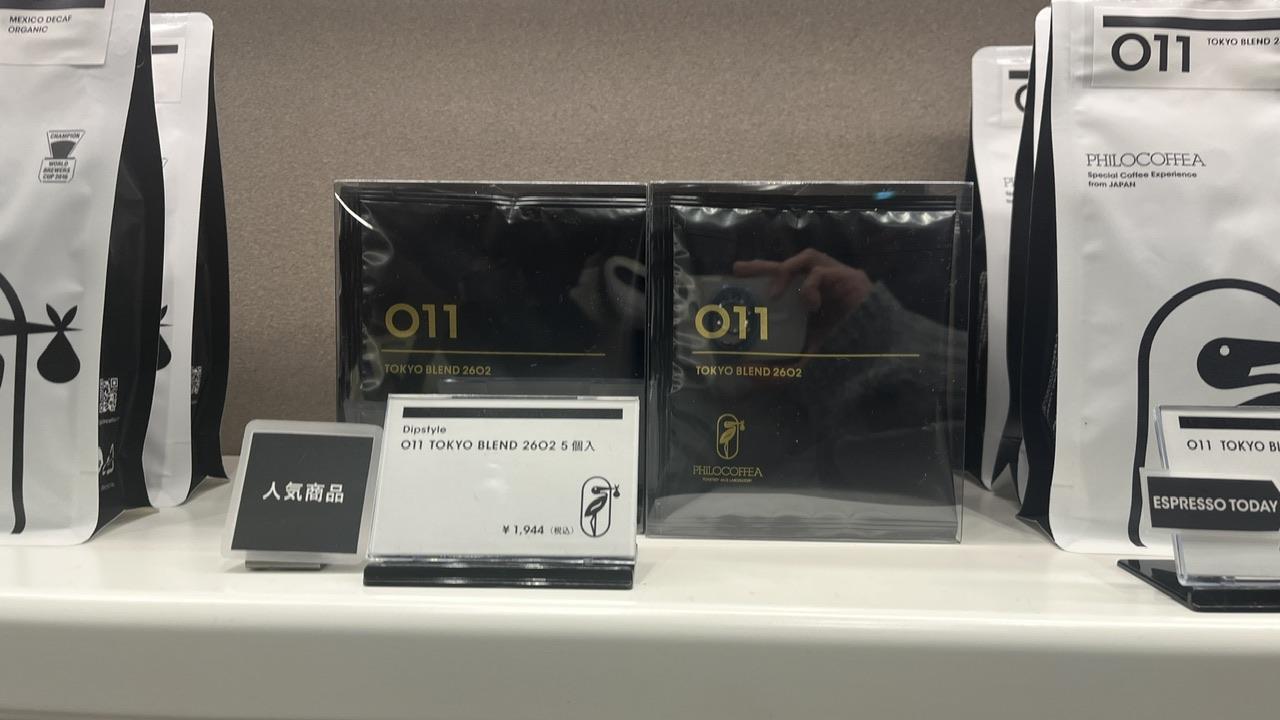 MEXICO DECAF
ORGANIC
CHAMPION
WORLD
BREWERS
CUP 2016
011
TOKYO BLEND 2602
011
TOKYO BLEND 2602
PHILOCOFFEA
人気商品
Dipstyle
011 TOKYO BLEND 2602 5個入
¥1,944 (税込)
011
TOKYO BLEND 2
PHILOCOFFEA
Special Coffee Experience
from JAPAN
011 TOKYO B
ESPRESSO TODAY